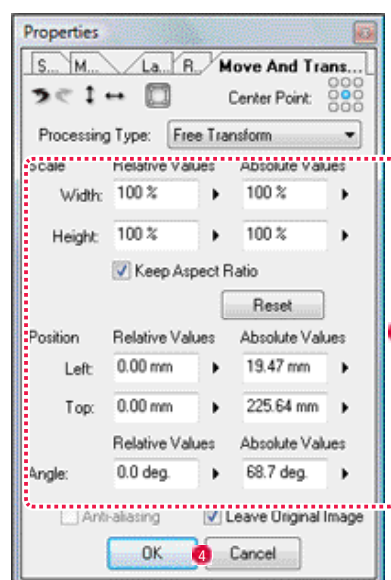 Properties
S... M... La... R... Move And Trans...
Center Point:
Processing Type: Free Transform
Scale Relative Values Absolute Values
Width: 100 % 100 %
Height: 100 % 100 %
Keep Aspect Ratio
Reset
Position Relative Values Absolute Values
Left: 0.00 mm 19.47 mm
Top: 0.00 mm 225.64 mm
Relative Values Absolute Values
Angle: 0.0 deg. 68.7 deg.
Anti-aliasing Leave Original Image
OK 4 Cancel